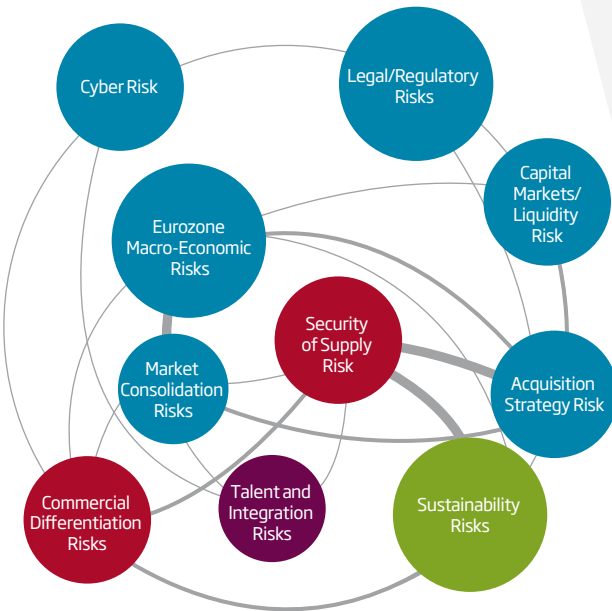 Cyber Risk
Legal/Regulatory
Risks
Capital
Markets/
Liquidity
Risk
Eurozone
Macro-Economic
Risks
Security
of Supply
Risk
Market
Consolidation
Risks
Acquisition
Strategy Risk
Commercial
Differentiation
Risks
Talent and
Integration
Risks
Sustainability
Risks